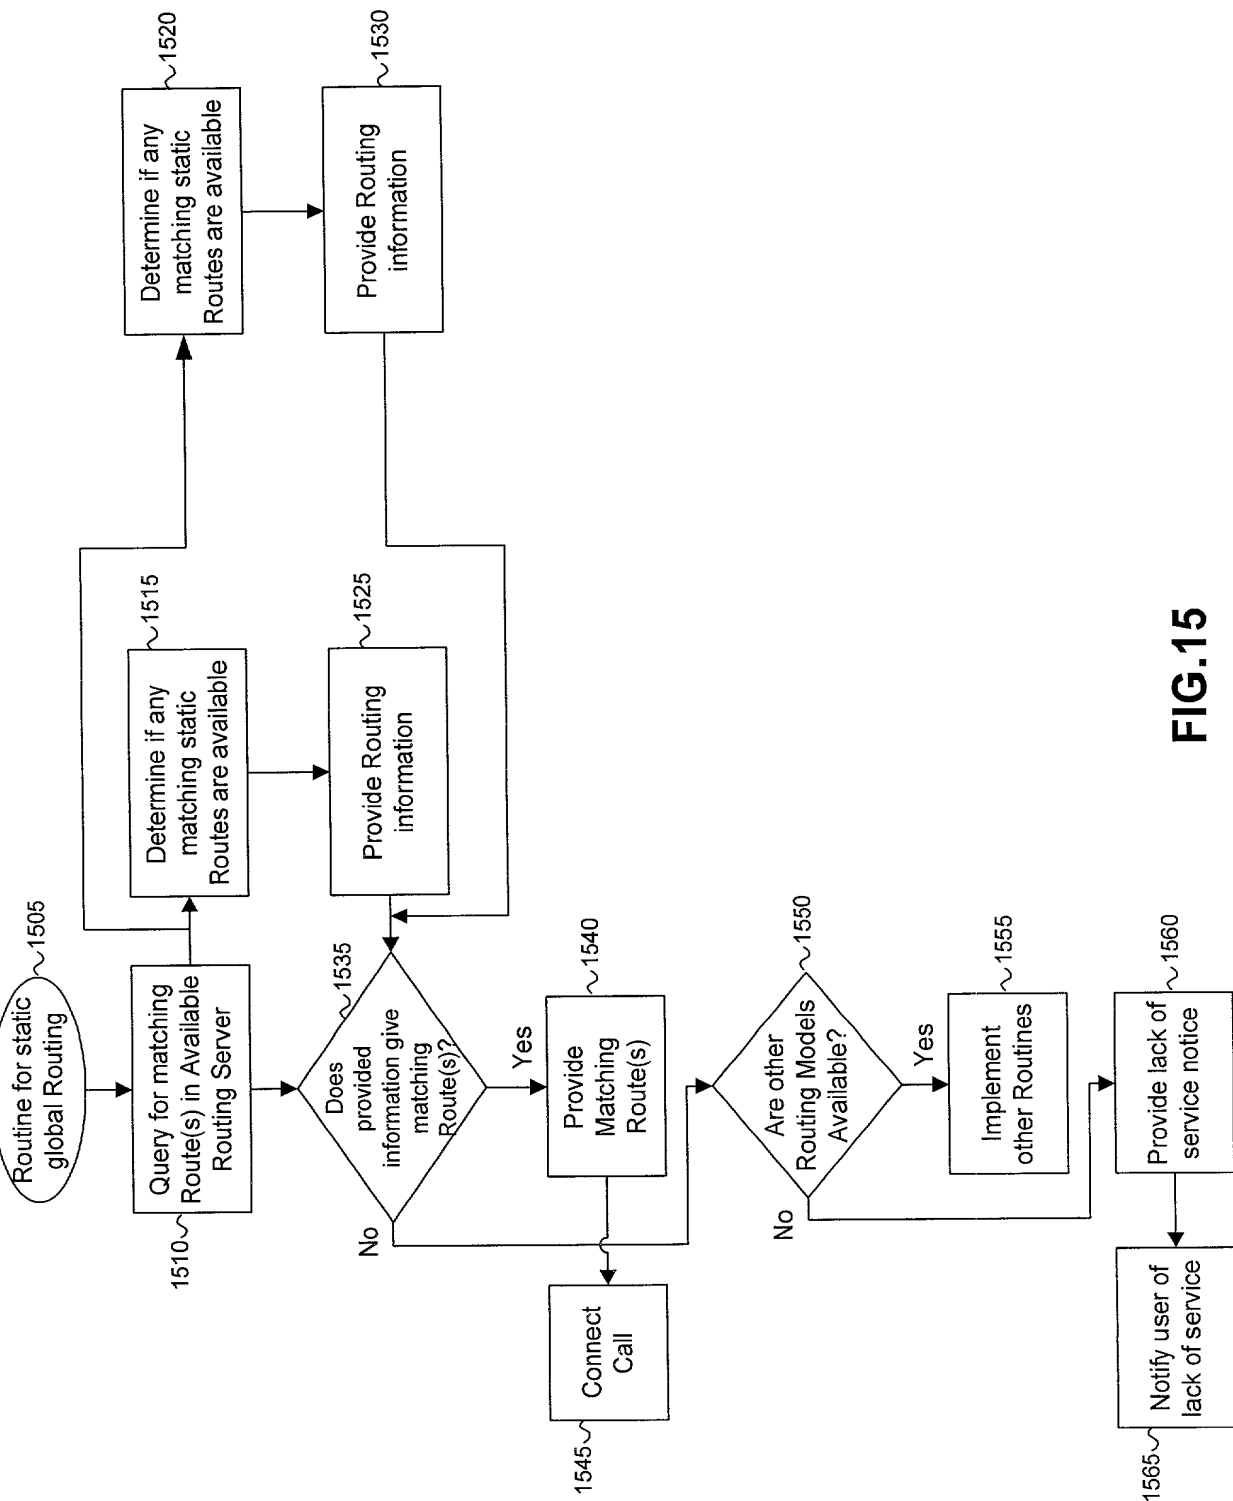 Routine for static
global Routing
1505
Query for matching
Route(s) in Available
Routing Server
1510
Determine if any
matching static
Routes are available
1515
Determine if any
matching static
Routes are available
1520
Provide Routing
information
1525
Provide Routing
information
1530
Does
provided
information give
matching
Route(s)?
1535
Yes
No
Provide
Matching
Route(s)
1540
Connect
Call
1545
Are other
Routing Models
Available?
1550
Yes
No
Implement
other Routines
1555
Provide lack of
service notice
1560
Notify user of
lack of service
1565
FIG.15